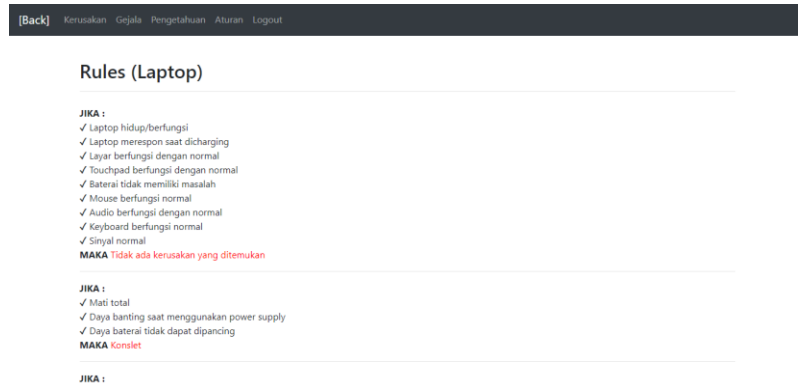 [Back] Kerusakan Gejala Pengetahuan Aturan Logout
Rules (Laptop)
JIKA :
✓ Laptop hidup/berfungsi
✓ Laptop merespon saat dicharging
✓ Layar berfungsi dengan normal
✓ Touchpad berfungsi dengan normal
✓ Baterai tidak memiliki masalah
✓ Mouse berfungsi normal
✓ Audio berfungsi dengan normal
✓ Keyboard berfungsi normal
✓ Sinyal normal
MAKA Tidak ada kerusakan yang ditemukan
JIKA :
✓ Mati total
✓ Daya banting saat menggunakan power supply
✓ Daya baterai tidak dapat dipancing
MAKA Konslet
JIKA :